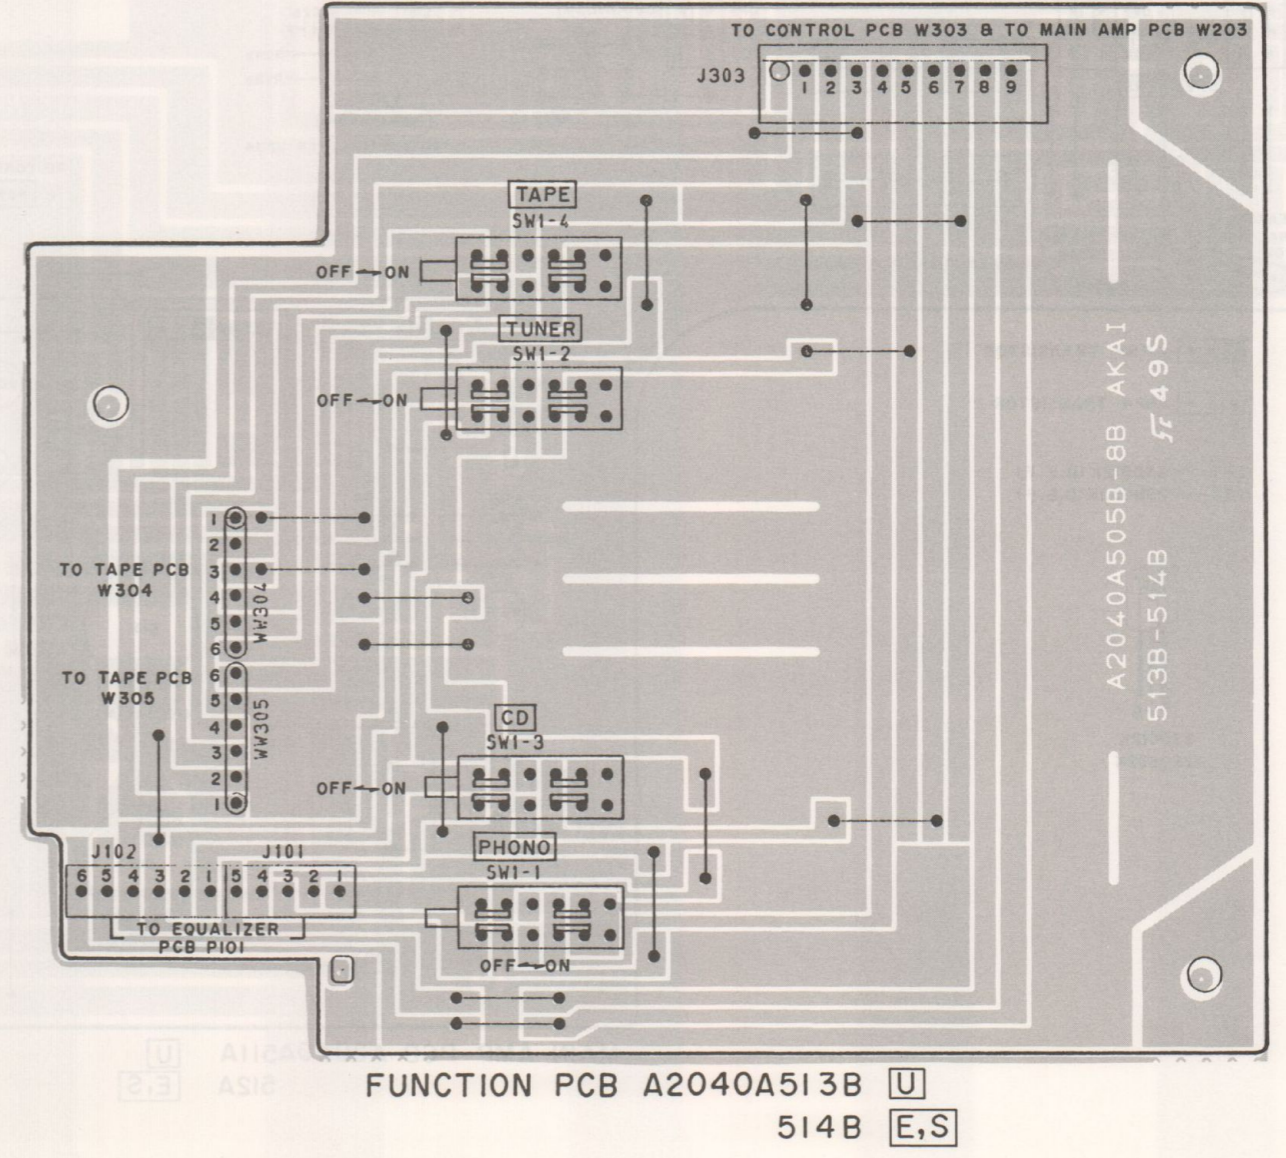 TO CONTROL PCB W303 & TO MAIN AMP PCB W203
J303
1 2 3 4 5 6 7 8 9
TAPE
SW1-4
OFF↔ON
TUNER
SW1-2
OFF↔ON
A2040A505B-8B AKAI
513B-514B
49S
1
2
3
4
5
6
TO TAPE PCB
W304
WW304
6
5
4
3
2
1
TO TAPE PCB
W305
WW305
CD
SW1-3
OFF↔ON
PHONO
SW1-1
OFF↔ON
J102 J101
6 5 4 3 2 1 5 4 3 2 1
TO EQUALIZER
PCB P101
FUNCTION PCB A2040A513B U
514B E,S